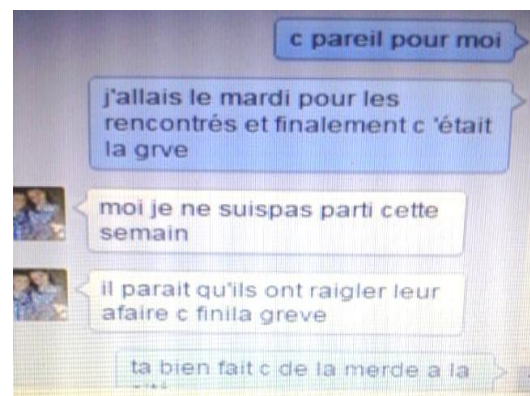 c pareil pour moi
j'allais le mardi pour les
rencontrés et finalement c 'était
la grve
moi je ne suispas parti cette
semain
il parait qu'ils ont raigler leur
afaire c finila greve
ta bien fait c de la merde a la